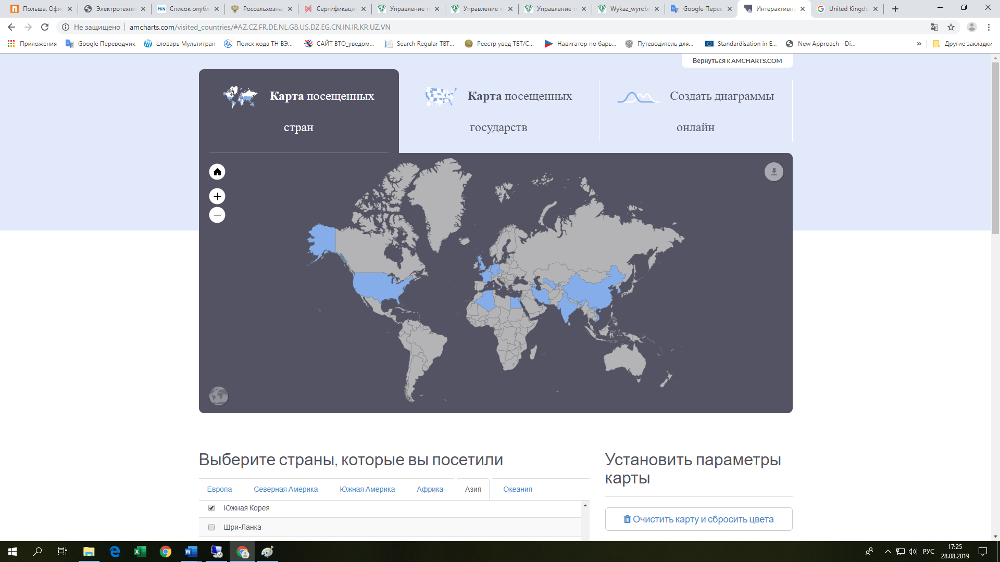 Польша. Офиц
Электротехни
Список опубл
Россельхозна
Сертификаци
Управление т
Управление т
Управление т
Wykaz_wyrob
Google Перев
Интерактивна
United Kingdo
Не защищено
amcharts.com/visited_countries/#AZ,CZ,FR,DE,NL,GB,US,DZ,EG,CN,IN,IR,KR,UZ,VN
Приложения
Google Переводчик
словарь Мультитран
Поиск кода ТН ВЭ...
САЙТ ВТО_уведом...
Search Regular TBT...
Реестр увед ТБТ/С...
Навигатор по барь...
Путеводитель для...
Standardisation in E...
New Approach - Di...
»
Другие закладки
Вернуться к AMCHARTS.COM
Карта посещенных
стран
Карта посещенных
государств
Создать диаграммы
онлайн
Выберите страны, которые вы посетили
Европа
Северная Америка
Южная Америка
Африка
Азия
Океания
Южная Корея
Шри-Ланка
Установить параметры
карты
Очистить карту и сбросить цвета
РУС
17:25
28.08.2019